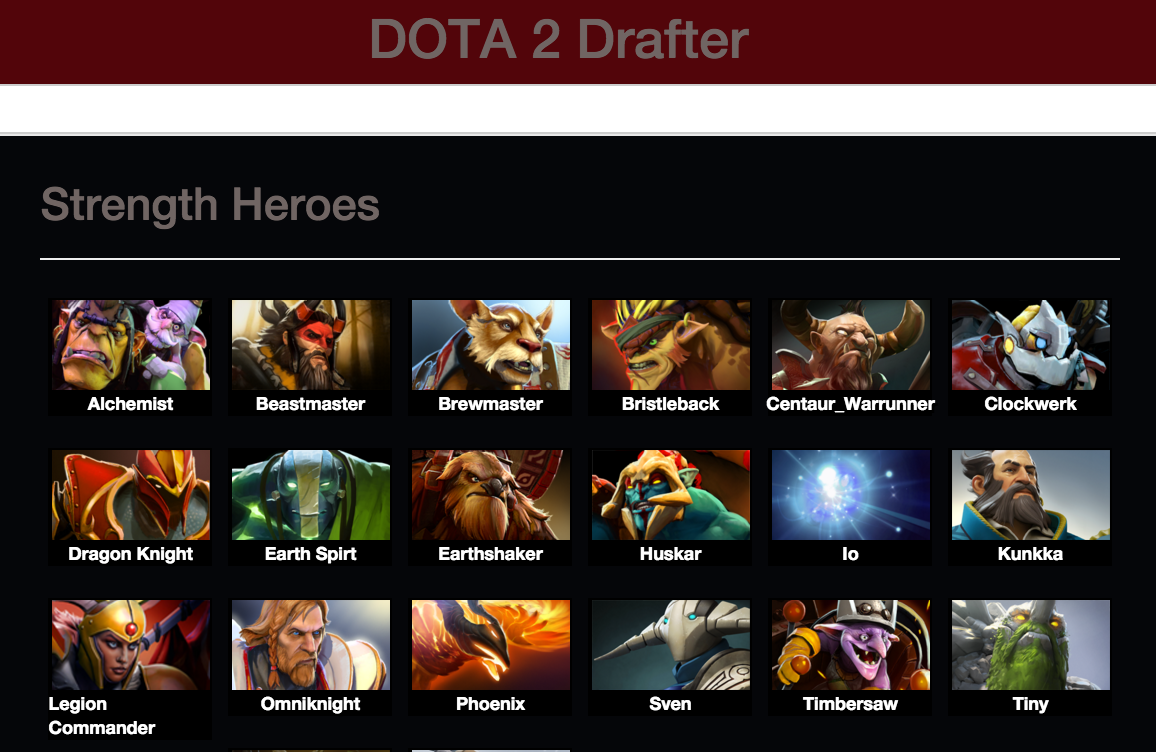 DOTA 2 Drafter
Strength Heroes
Alchemist
Beastmaster
Brewmaster
Bristleback
Centaur_Warrunner
Clockwerk
Dragon Knight
Earth Spirt
Earthshaker
Huskar
Io
Kunkka
Legion
Commander
Omniknight
Phoenix
Sven
Timbersaw
Tiny